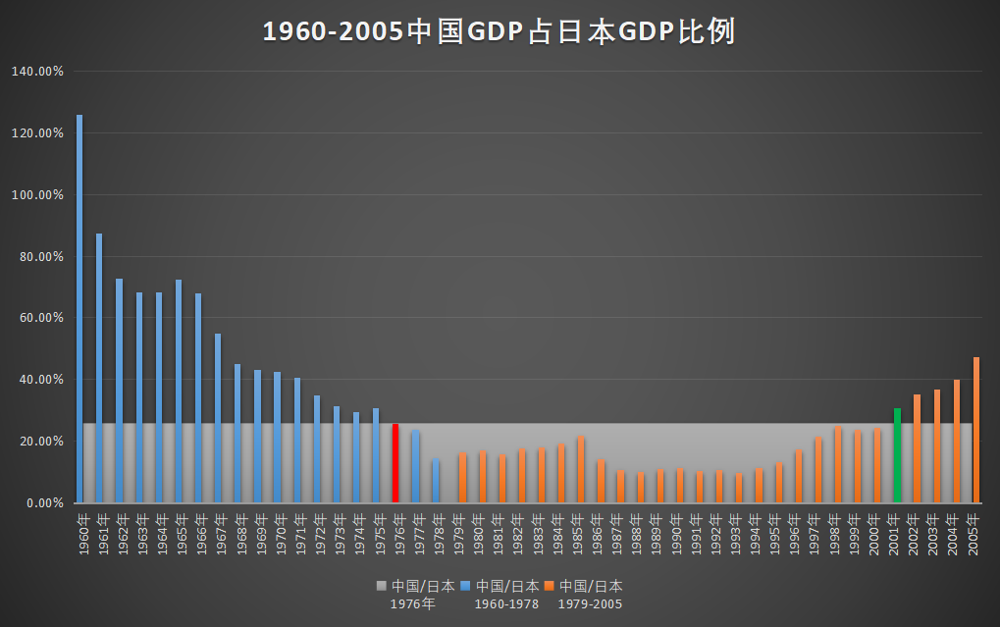 1960-2005中国GDP占日本GDP比例
140.00%
120.00%
100.00%
80.00%
60.00%
40.00%
20.00%
0.00%
1960年
1961年
1962年
1963年
1964年
1965年
1966年
1967年
1968年
1969年
1970年
1971年
1972年
1973年
1974年
1975年
1976年
1977年
1978年
1979年
1980年
1981年
1982年
1983年
1984年
1985年
1986年
1987年
1988年
1989年
1990年
1991年
1992年
1993年
1994年
1995年
1996年
1997年
1998年
1999年
2000年
2001年
2002年
2003年
2004年
2005年
中国/日本
1976年
中国/日本
1960-1978
中国/日本
1979-2005